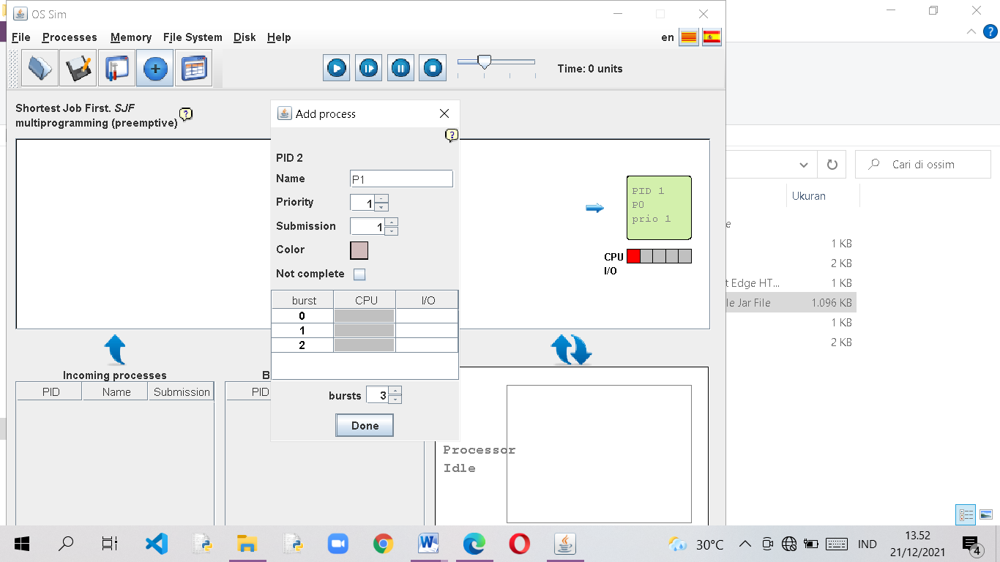 OS Sim
File Processes Memory File System Disk Help
en
Time: 0 units
Shortest Job First. SJF
multiprogramming (preemptive)
?
Add process
?
PID 2
Name P1
Priority 1
Submission 1
Color
Not complete
burst CPU I/O
0
1
2
bursts 3
Done
PID 1
P0
prio 1
CPU
I/O
Incoming processes
PID Name Submission
B
PID
Processor
Idle
?
Cari di ossim
Ukuran
e
1 KB
2 KB
t Edge HT... 1 KB
le Jar File 1.096 KB
1 KB
2 KB
30°C
IND
13.52
21/12/2021
4